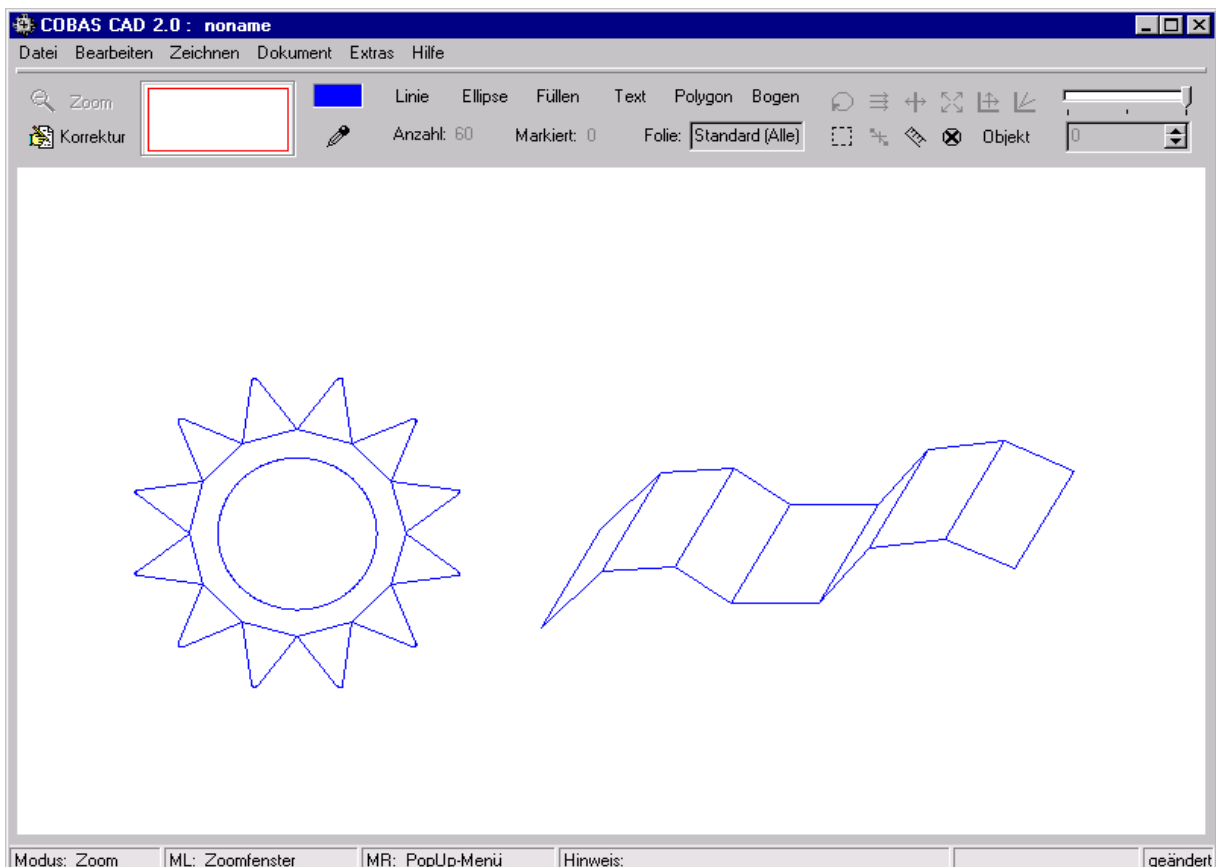 COBAS CAD 2.0 : noname
Datei Bearbeiten Zeichnen Dokument Extras Hilfe
Zoom Linie Ellipse Füllen Text Polygon Bogen
Korrektur Anzahl: 60 Markiert: 0 Folie: Standard (Alle) Objekt 0
Modus: Zoom ML: Zoomfenster MR: PopUp-Menü Hinweis: geändert